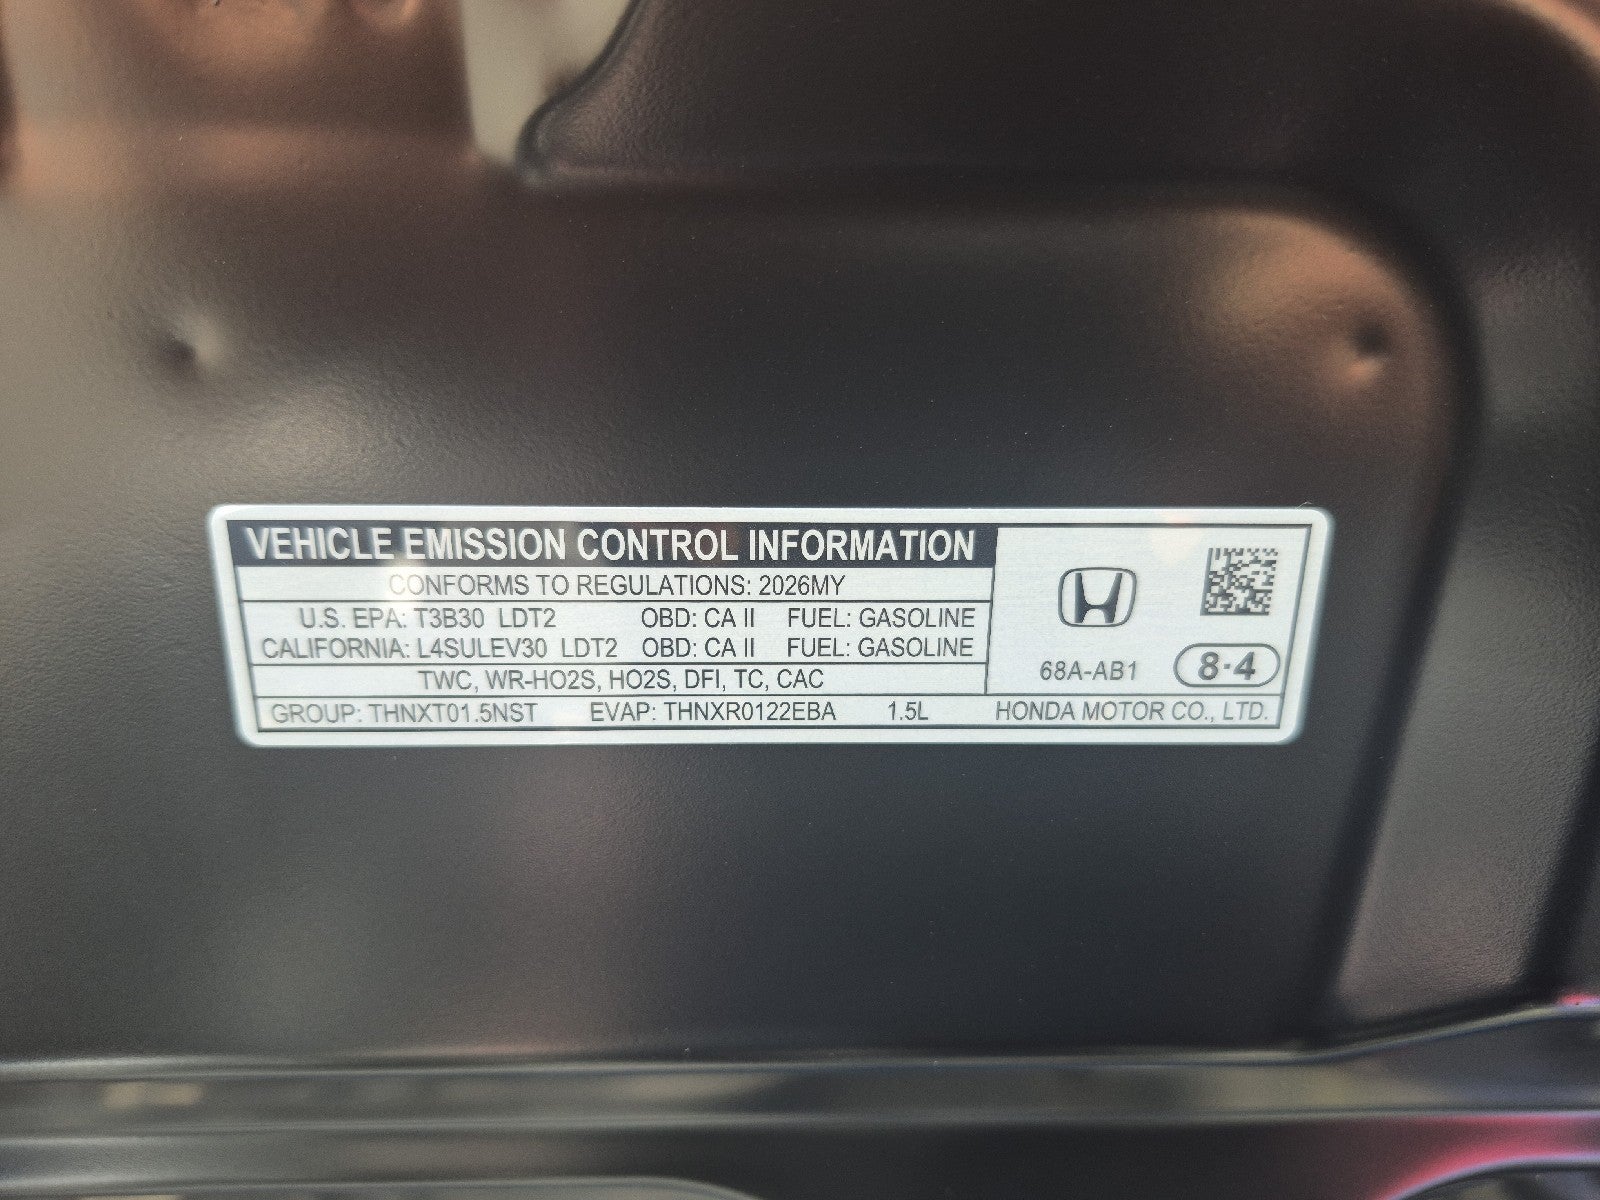 VEHICLE EMISSION CONTROL INFORMATION
CONFORMS TO REGULATIONS: 2026MY
U.S. EPA: T3B30 LDT2 OBD: CA II FUEL: GASOLINE
CALIFORNIA: L4SULEV30 LDT2 OBD: CA II FUEL: GASOLINE
TWC, WR-HO2S, HO2S, DFI, TC, CAC
68A-AB1 8·4
GROUP: THNXT01.5NST EVAP: THNXR0122EBA 1.5L HONDA MOTOR CO., LTD.